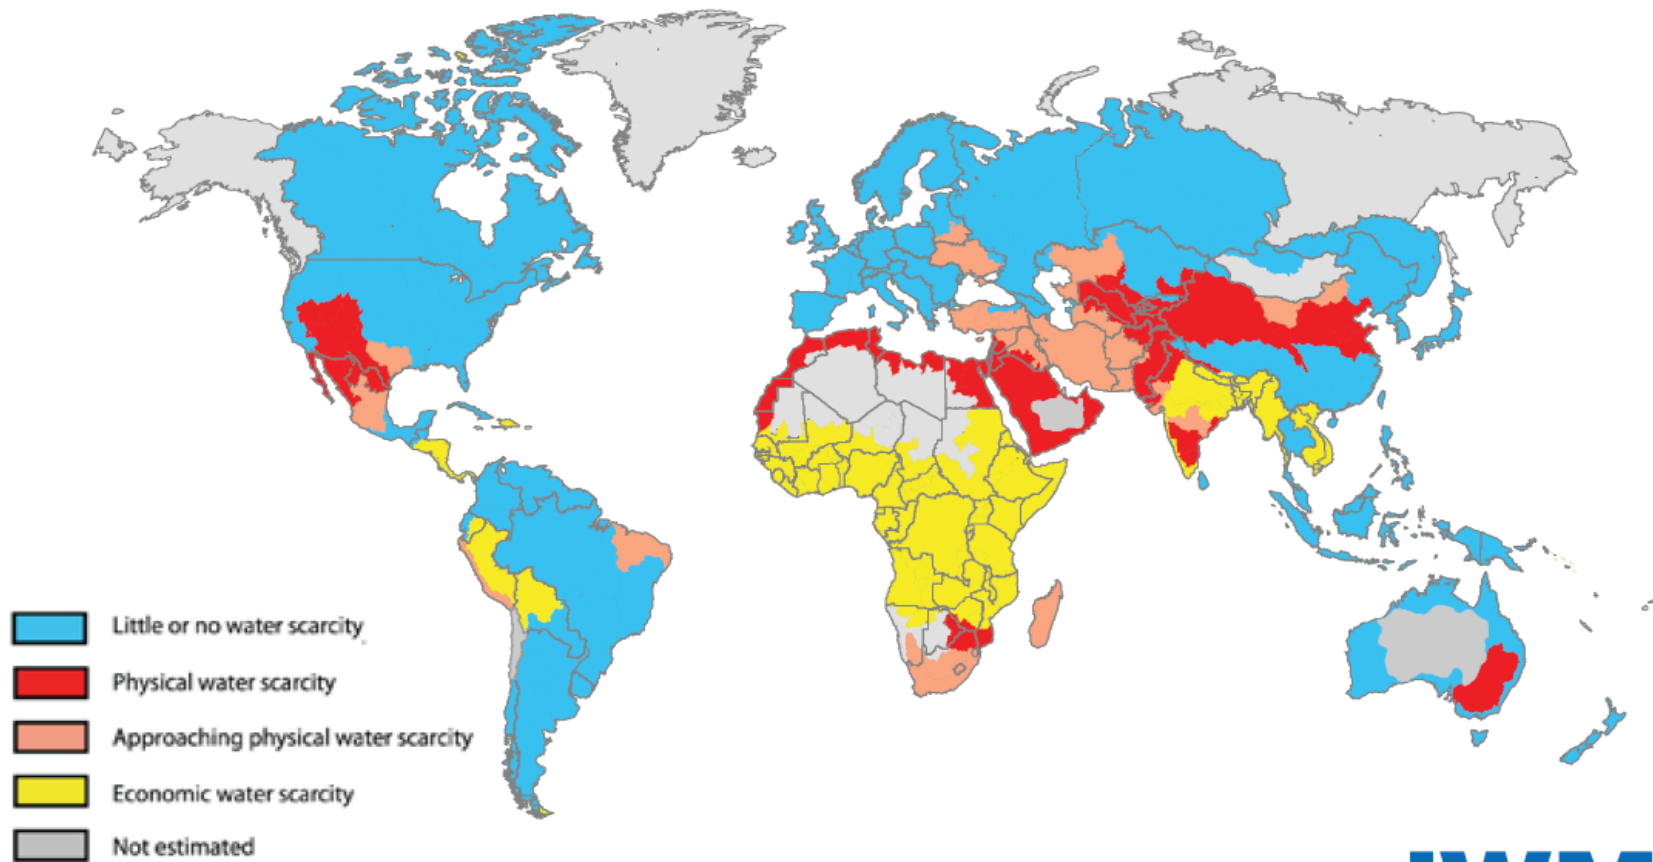 Little or no water scarcity
Physical water scarcity
Approaching physical water scarcity
Economic water scarcity
Not estimated